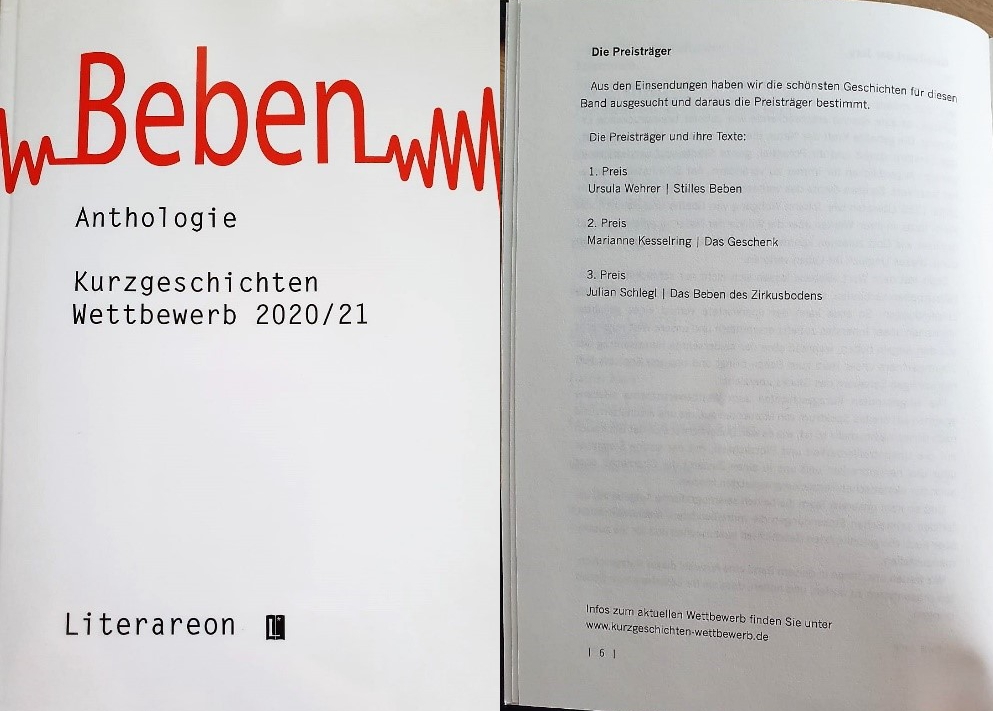 Beben
Anthologie
Kurzgeschichten
Wettbewerb 2020/21
Literareon
Die Preisträger
Aus den Einsendungen haben wir die schönsten Geschichten für diesen
Band ausgesucht und daraus die Preisträger bestimmt.
Die Preisträger und ihre Texte:
1. Preis
Ursula Wehrer | Stilles Beben
2. Preis
Marianne Kesselring | Das Geschenk
3. Preis
Julian Schlegl | Das Beben des Zirkusbodens
Infos zum aktuellen Wettbewerb finden Sie unter
www.kurzgeschichten-wettbewerb.de
| 6 |